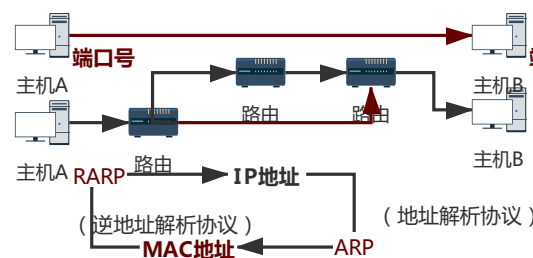 端口号
主机A
主机B
路由
路由
主机A
路由
主机B
RARP
IP地址
（逆地址解析协议）
（地址解析协议）
MAC地址
ARP